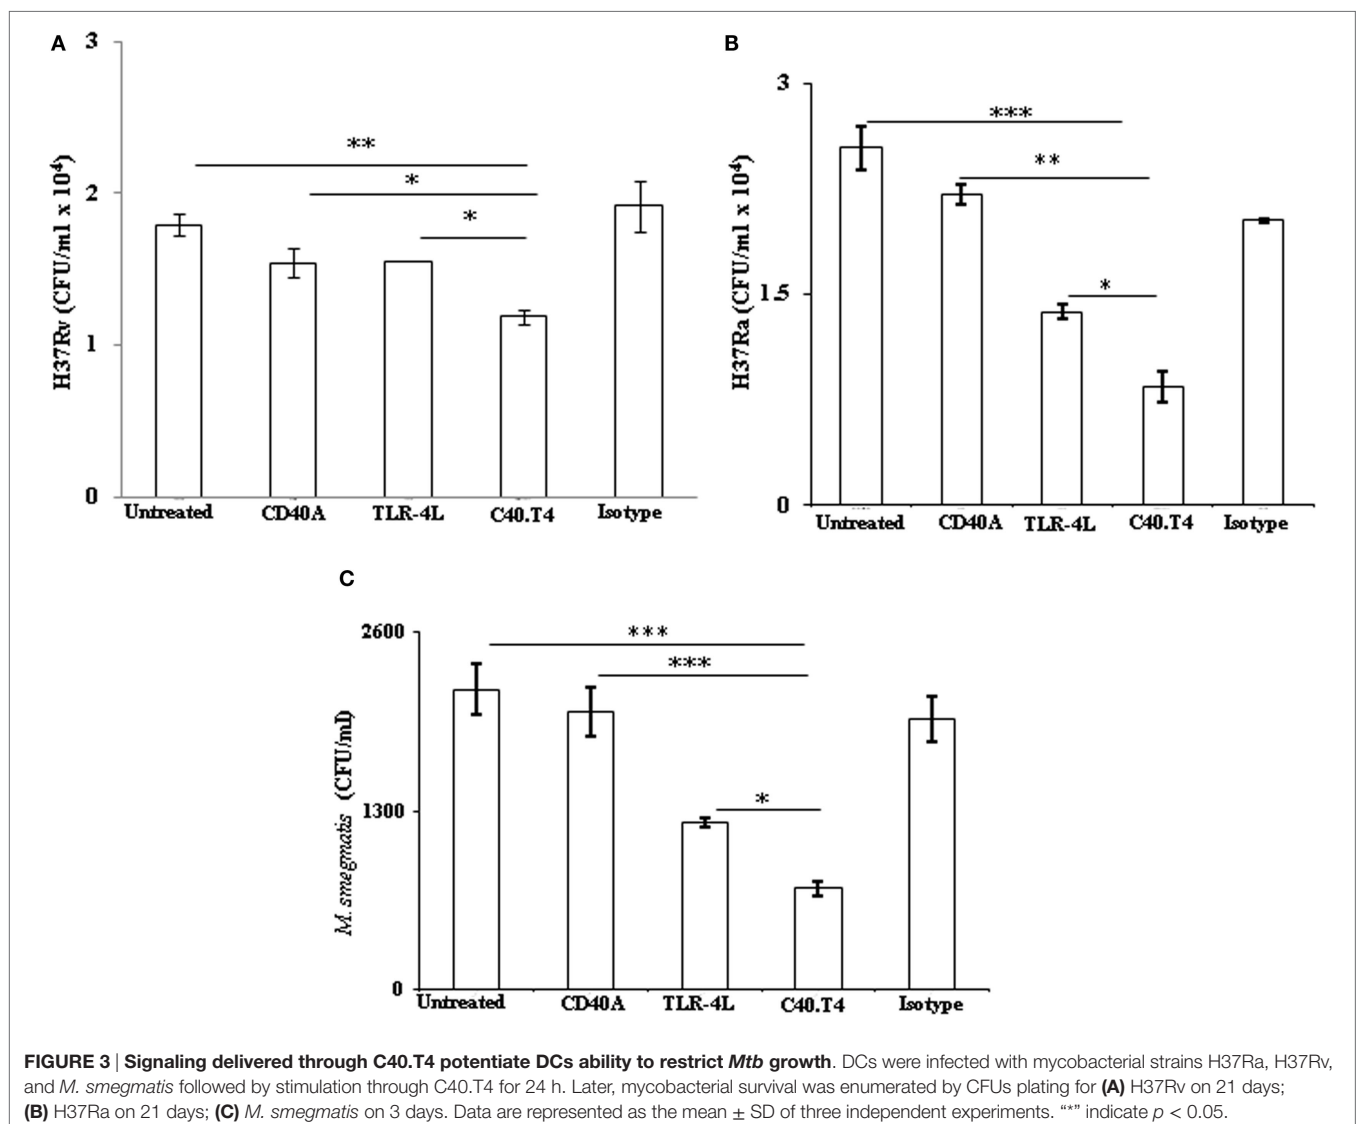 A
3
2
1
0
H37Rv (CFU/ml x 10⁴)
**
*
*
Untreated CD40A TLR-4L C40.T4 Isotype
B
3
1.5
0
H37Ra (CFU/ml x 10⁴)
***
**
*
Untreated CD40A TLR-4L C40.T4 Isotype
C
2600
1300
0
M. smegmatis (CFU/ml)
***
***
*
Untreated CD40A TLR-4L C40.T4 Isotype
FIGURE 3 | Signaling delivered through C40.T4 potentiate DCs ability to restrict Mtb growth. DCs were infected with mycobacterial strains H37Ra, H37Rv,
and M. smegmatis followed by stimulation through C40.T4 for 24 h. Later, mycobacterial survival was enumerated by CFUs plating for (A) H37Rv on 21 days;
(B) H37Ra on 21 days; (C) M. smegmatis on 3 days. Data are represented as the mean ± SD of three independent experiments. “*” indicate p < 0.05.